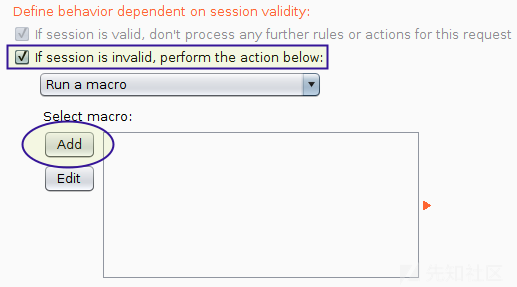 Define behavior dependent on session validity:
If session is valid, don't process any further rules or actions for this request
If session is invalid, perform the action below:
Run a macro
Select macro:
Add
Edit
先知社区